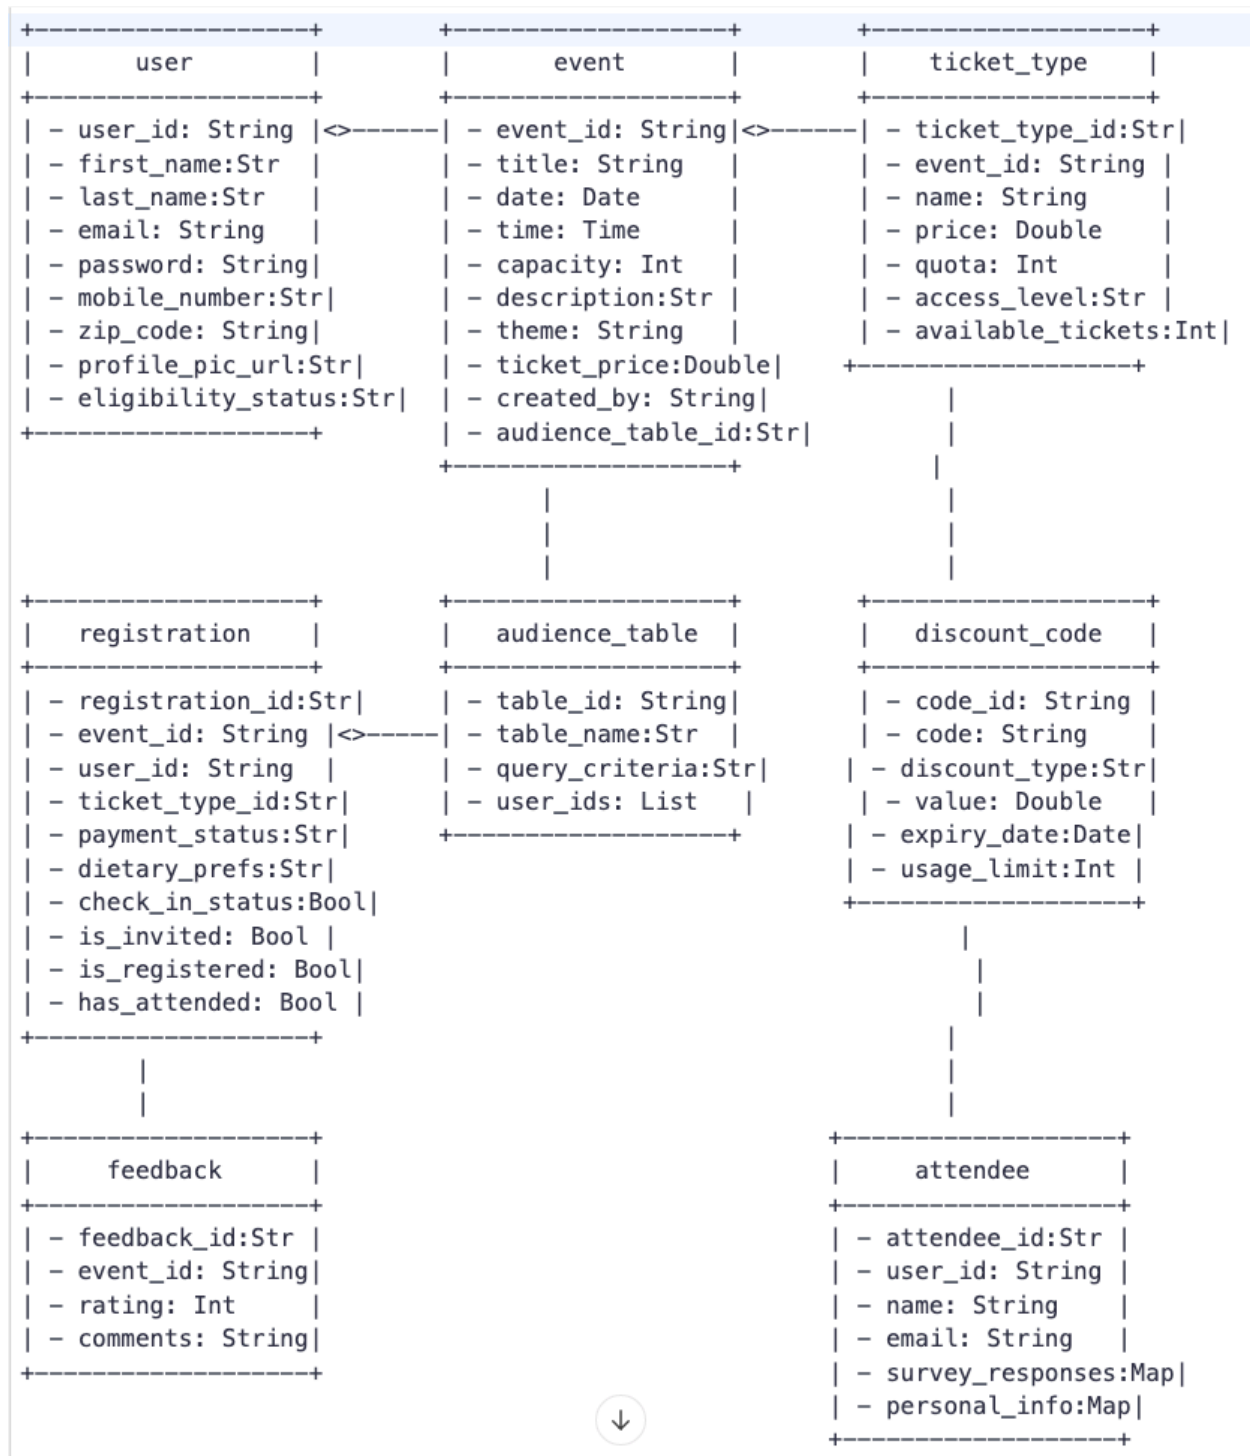 +-------------------+        +-------------------+        +-------------------+
|       user        |        |       event       |        |    ticket_type    |
+-------------------+        +-------------------+        +-------------------+
| - user_id: String |<>------| - event_id: String|<>------| - ticket_type_id:Str|
| - first_name:Str  |        | - title: String   |        | - event_id: String |
| - last_name:Str   |        | - date: Date      |        | - name: String     |
| - email: String   |        | - time: Time      |        | - price: Double    |
| - password: String|        | - capacity: Int   |        | - quota: Int       |
| - mobile_number:Str|       | - description:Str |        | - access_level:Str |
| - zip_code: String|        | - theme: String   |        | - available_tickets:Int|
| - profile_pic_url:Str|     | - ticket_price:Double|    +-------------------+
| - eligibility_status:Str|  | - created_by: String|            |
+-------------------+        | - audience_table_id:Str|         |
                             +-------------------+             |
                                    |                           |
                                    |                           |
                                    |                           |
+-------------------+        +-------------------+        +-------------------+
|   registration    |        |   audience_table  |        |   discount_code   |
+-------------------+        +-------------------+        +-------------------+
| - registration_id:Str|     | - table_id: String|        | - code_id: String |
| - event_id: String |<>-----| - table_name:Str  |        | - code: String    |
| - user_id: String  |       | - query_criteria:Str|     | - discount_type:Str|
| - ticket_type_id:Str|      | - user_ids: List   |       | - value: Double   |
| - payment_status:Str|      +-------------------+       | - expiry_date:Date|
| - dietary_prefs:Str|                                   | - usage_limit:Int |
| - check_in_status:Bool|                                +-------------------+
| - is_invited: Bool |                                           |
| - is_registered: Bool|                                          |
| - has_attended: Bool |                                          |
+-------------------+                                           |
        |                                                       |
        |                                                       |
+-------------------+                                   +-------------------+
|     feedback      |                                   |     attendee      |
+-------------------+                                   +-------------------+
| - feedback_id:Str |                                   | - attendee_id:Str |
| - event_id: String|                                   | - user_id: String |
| - rating: Int     |                                   | - name: String    |
| - comments: String|                                   | - email: String   |
+-------------------+                                   | - survey_responses:Map|
                                                        | - personal_info:Map|
                                                        +-------------------+